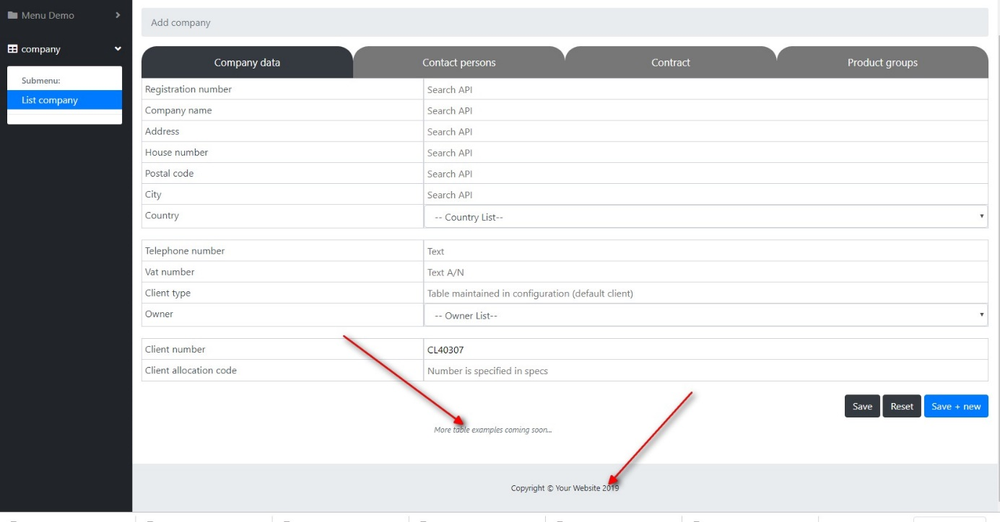 Menu Demo
company
Submenu:
List company
Add company
Company data
Contact persons
Contract
Product groups
Registration number Search API
Company name Search API
Address Search API
House number Search API
Postal code Search API
City Search API
Country -- Country List--
Telephone number Text
Vat number Text A/N
Client type Table maintained in configuration (default client)
Owner -- Owner List--
Client number CL40307
Client allocation code Number is specified in specs
Save Reset Save + new
More table examples coming soon...
Copyright © Your Website 2019